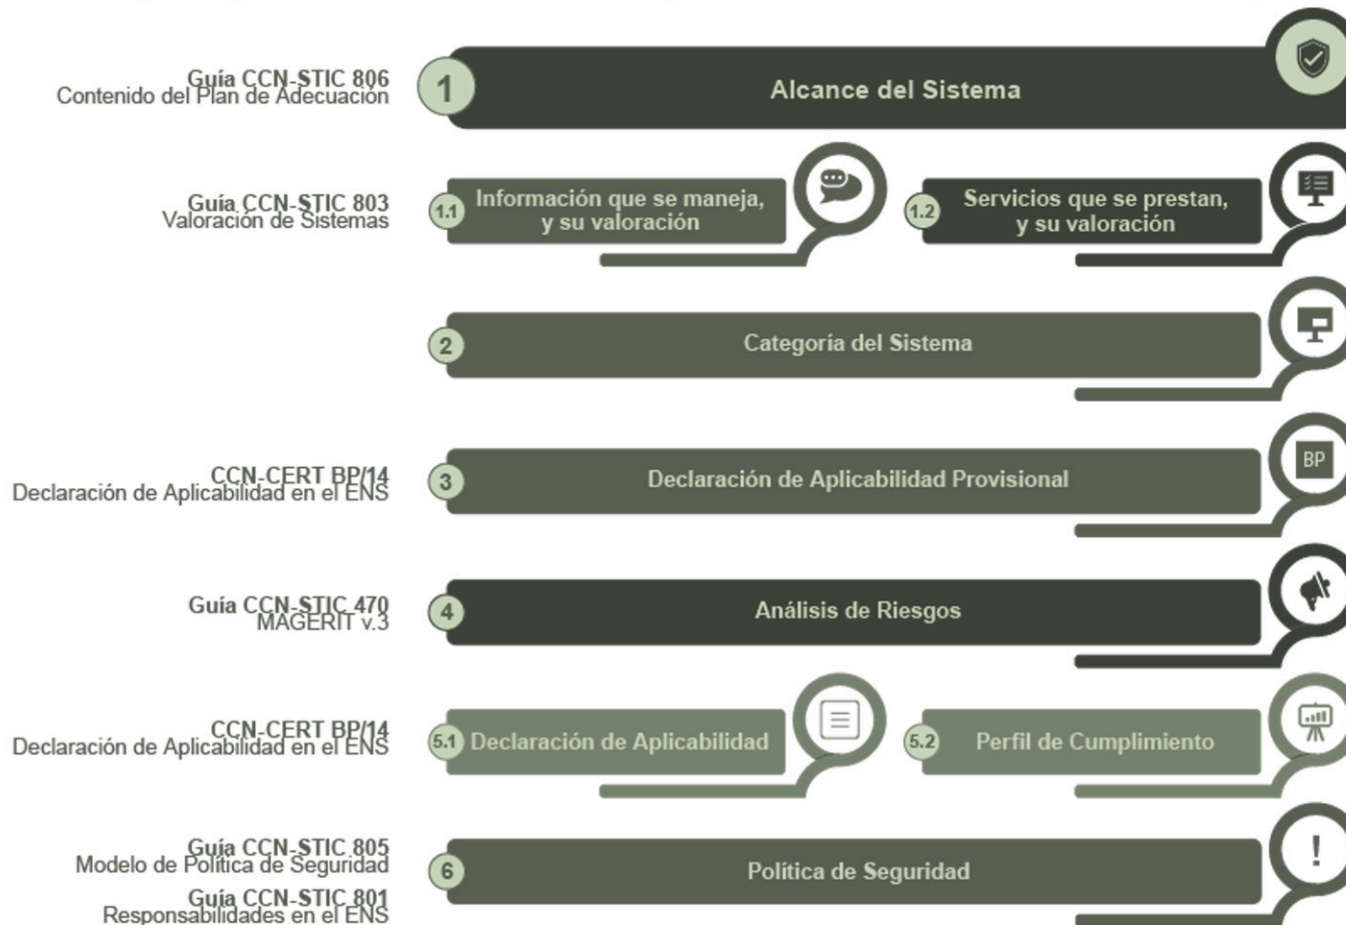 Guía CCN-STIC 806
Contenido del Plan de Adecuación
1
Alcance del Sistema
Guía CCN-STIC 803
Valoración de Sistemas
1.1
Información que se maneja,
y su valoración
1.2
Servicios que se prestan,
y su valoración
2
Categoría del Sistema
CCN-CERT BP/14
Declaración de Aplicabilidad en el ENS
3
Declaración de Aplicabilidad Provisional
BP
Guía CCN-STIC 470
MAGERIT v.3
4
Análisis de Riesgos
CCN-CERT BP/14
Declaración de Aplicabilidad en el ENS
5.1
Declaración de Aplicabilidad
5.2
Perfil de Cumplimiento
Guía CCN-STIC 805
Modelo de Política de Seguridad
Guía CCN-STIC 801
Responsabilidades en el ENS
6
Política de Seguridad
!